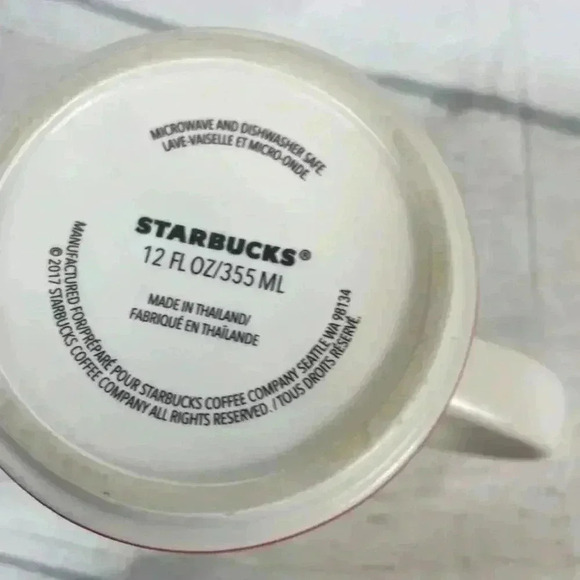 MICROWAVE AND DISHWASHER SAFE
LAVE-VAISELLE ET MICRO-ONDE.
STARBUCKS®
12 FL OZ/355 ML
MADE IN THAILAND/
FABRIQUÉ EN THAÏLANDE
MANUFACTURED FOR/PRÉPARÉ POUR STARBUCKS COFFEE COMPANY SEATTLE WA 98134
© 2017 STARBUCKS COFFEE COMPANY ALL RIGHTS RESERVED. / TOUS DROITS RÉSERVÉ.